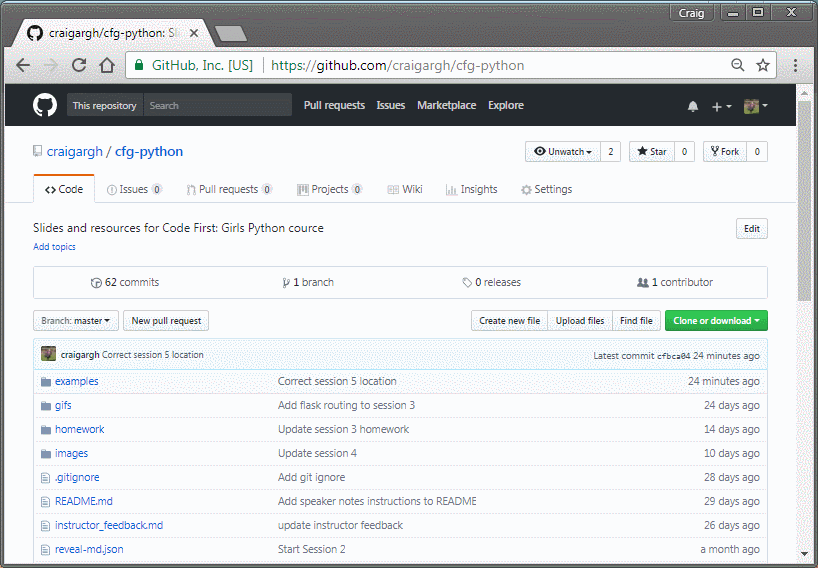 Craig
craigargh/cfg-python: Sl
GitHub, Inc. [US] https://github.com/craigargh/cfg-python
This repository Search Pull requests Issues Marketplace Explore
craigargh / cfg-python Unwatch 2 Star 0 Fork 0
Code Issues 0 Pull requests 0 Projects 0 Wiki Insights Settings
Slides and resources for Code First: Girls Python cource Edit
Add topics
62 commits 1 branch 0 releases 1 contributor
Branch: master New pull request Create new file Upload files Find file Clone or download
craigargh Correct session 5 location Latest commit cfbca04 24 minutes ago
examples Correct session 5 location 24 minutes ago
gifs Add flask routing to session 3 24 days ago
homework Update session 3 homework 14 days ago
images Update session 4 10 days ago
.gitignore Add git ignore 28 days ago
README.md Add speaker notes instructions to README 29 days ago
instructor_feedback.md update instructor feedback 26 days ago
reveal-md.json Start Session 2 a month ago